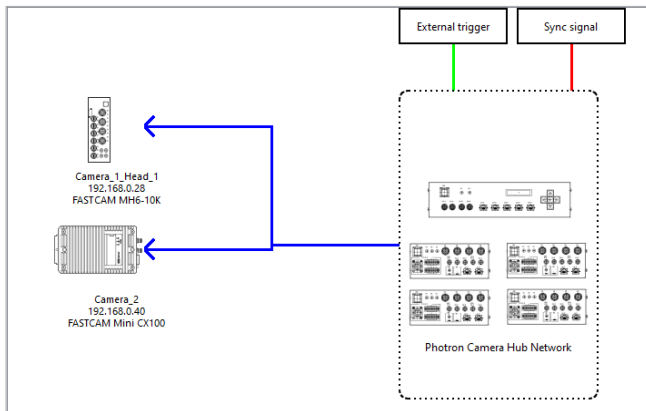 External trigger
Sync signal
Camera_1_Head_1
192.168.0.28
FASTCAM MH6-10K
Camera_2
192.168.0.40
FASTCAM Mini CX100
Photron Camera Hub Network